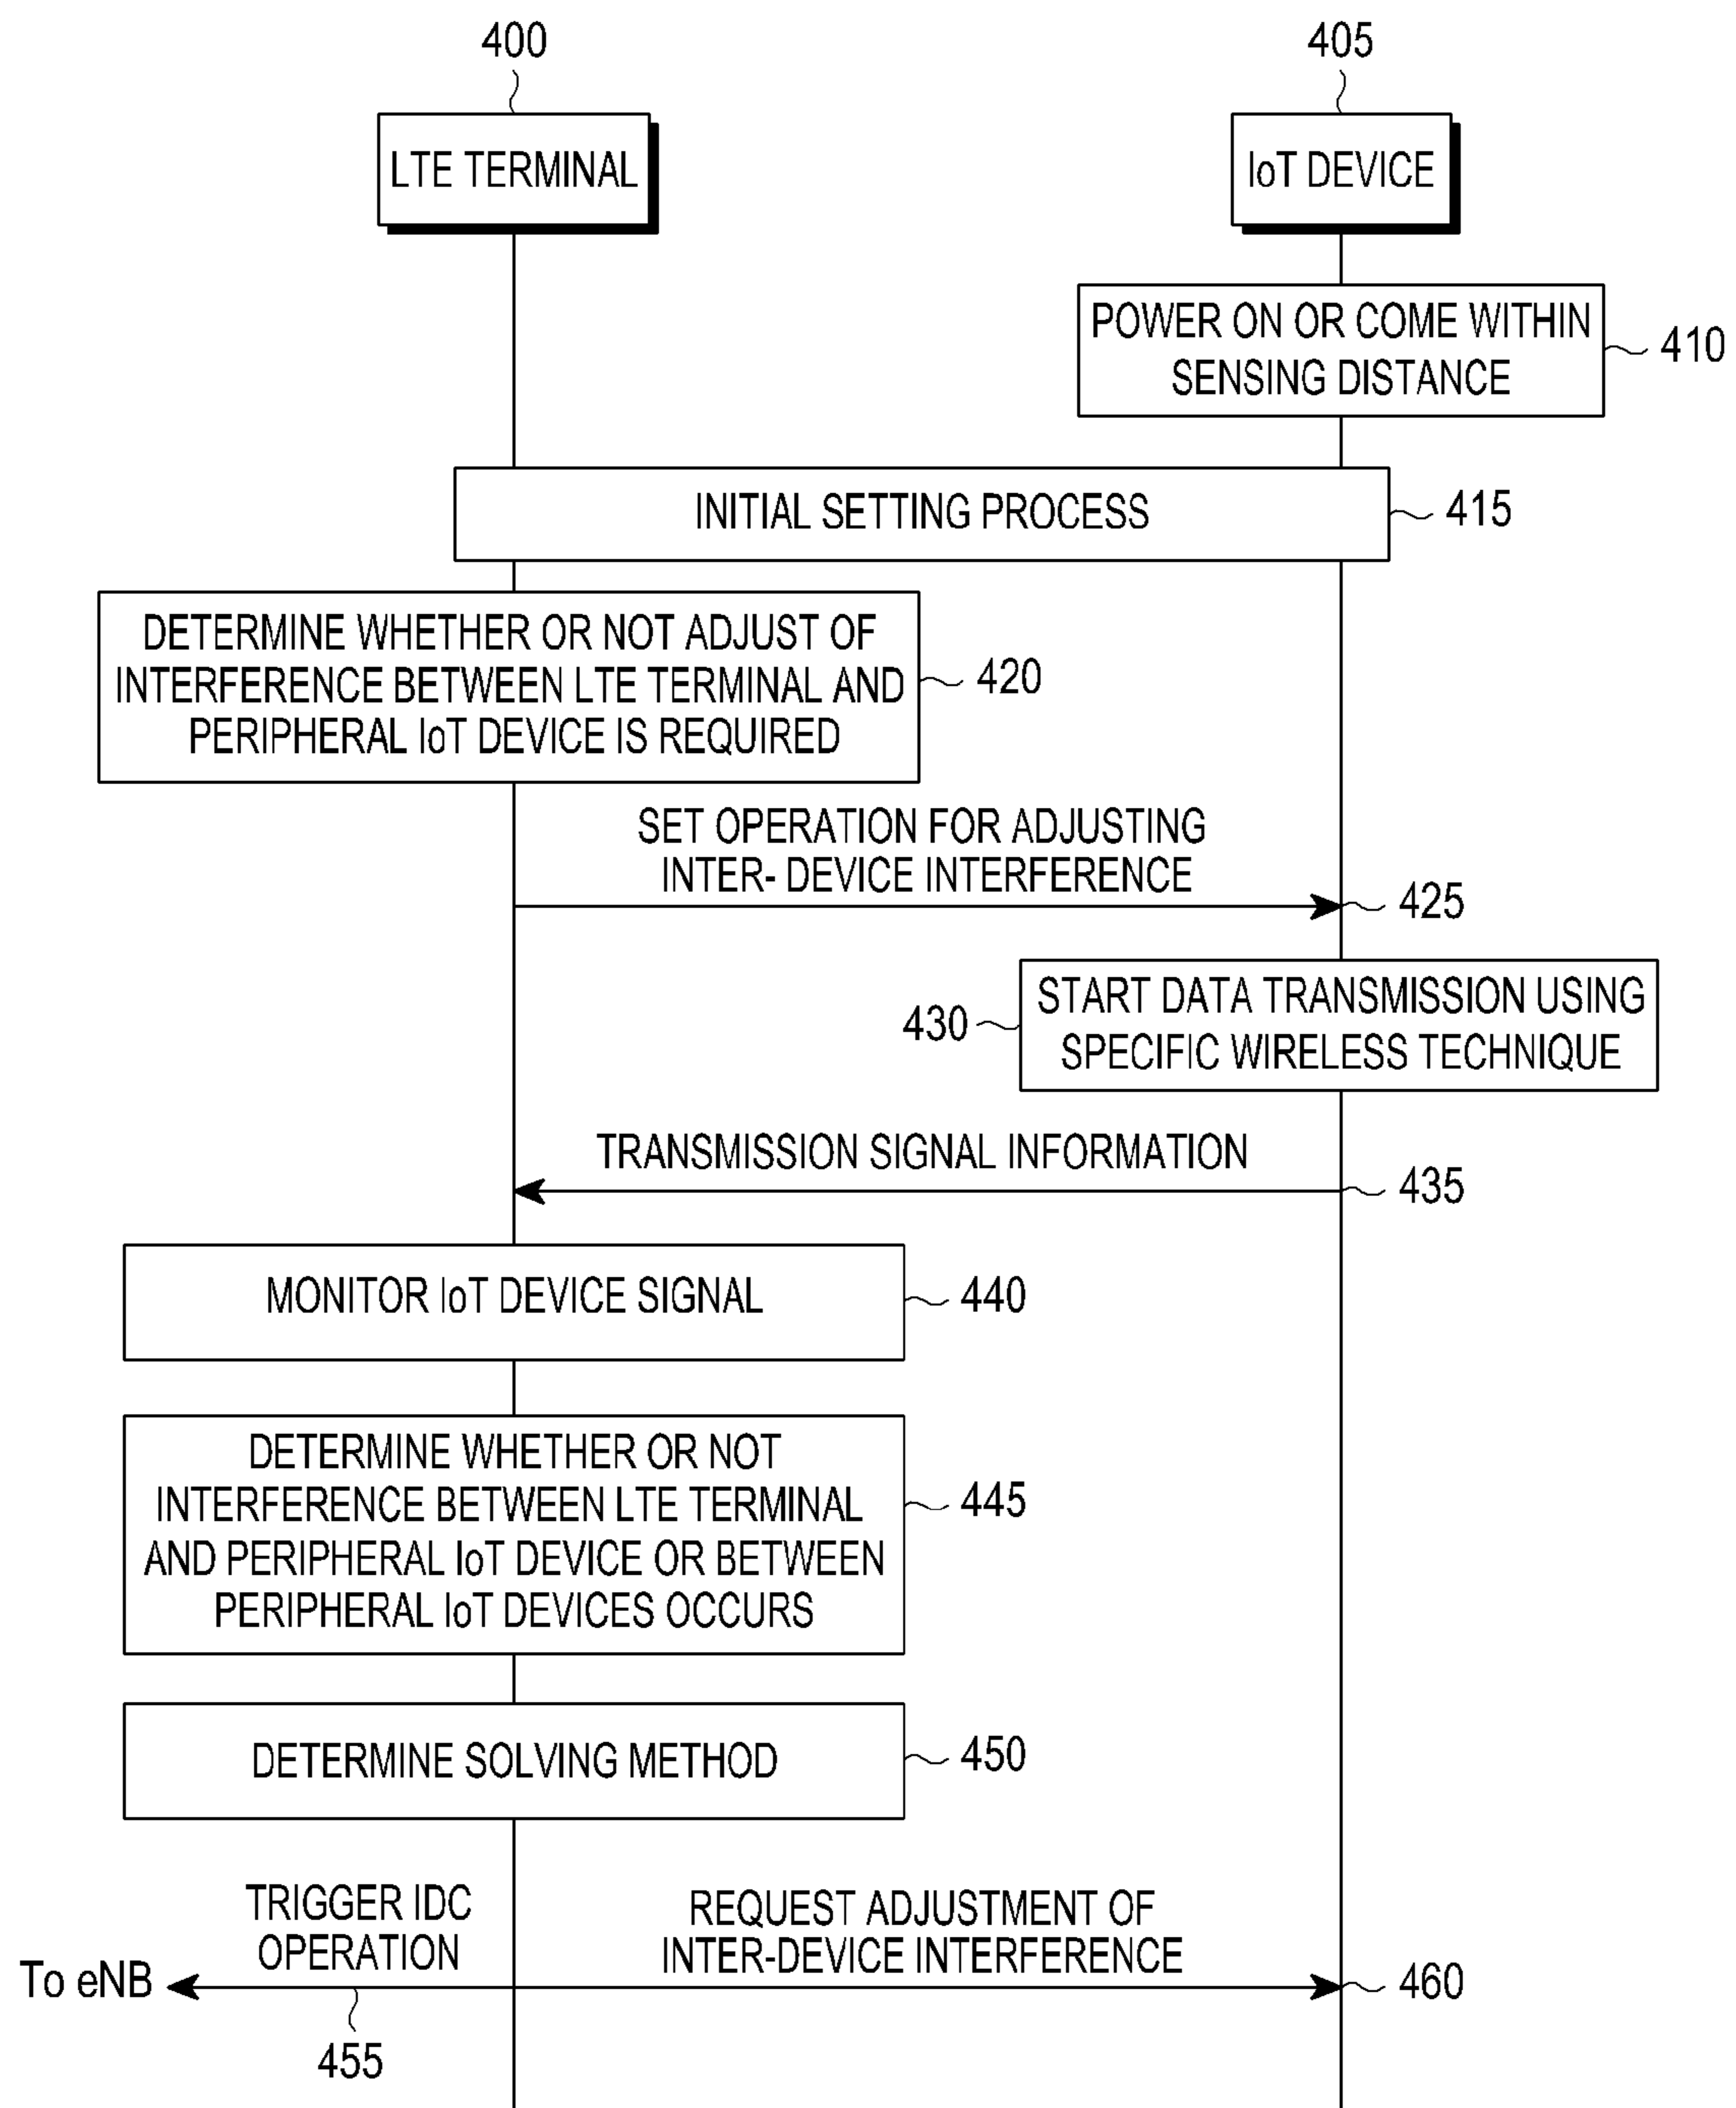 400
405
LTE TERMINAL
IoT DEVICE
POWER ON OR COME WITHIN
SENSING DISTANCE
410
INITIAL SETTING PROCESS
415
DETERMINE WHETHER OR NOT ADJUST OF
INTERFERENCE BETWEEN LTE TERMINAL AND
PERIPHERAL IoT DEVICE IS REQUIRED
420
SET OPERATION FOR ADJUSTING
INTER- DEVICE INTERFERENCE
425
START DATA TRANSMISSION USING
SPECIFIC WIRELESS TECHNIQUE
430
TRANSMISSION SIGNAL INFORMATION
435
MONITOR IoT DEVICE SIGNAL
440
DETERMINE WHETHER OR NOT
INTERFERENCE BETWEEN LTE TERMINAL
AND PERIPHERAL IoT DEVICE OR BETWEEN
PERIPHERAL IoT DEVICES OCCURS
445
DETERMINE SOLVING METHOD
450
TRIGGER IDC
OPERATION
REQUEST ADJUSTMENT OF
INTER-DEVICE INTERFERENCE
To eNB
460
455